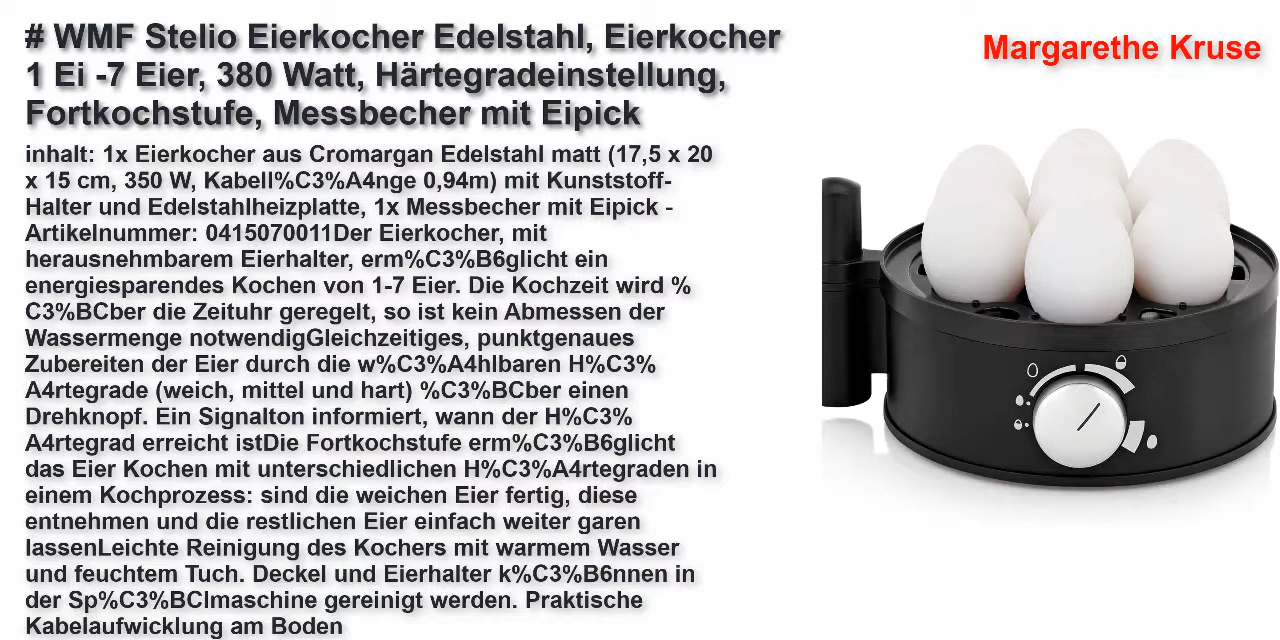 # WMF Stelio Eierkocher Edelstahl, Eierkocher
1 Ei -7 Eier, 380 Watt, Härtegradeinstellung,
Fortkochstufe, Messbecher mit Eipick
Margarethe Kruse
inhalt: 1x Eierkocher aus Cromargan Edelstahl matt (17,5 x 20
x 15 cm, 350 W, Kabell%C3%A4nge 0,94m) mit Kunststoff-
Halter und Edelstahlheizplatte, 1x Messbecher mit Eipick -
Artikelnummer: 0415070011Der Eierkocher, mit
herausnehmbarem Eierhalter, erm%C3%B6glicht ein
energiesparendes Kochen von 1-7 Eier. Die Kochzeit wird %
C3%BCber die Zeituhr geregelt, so ist kein Abmessen der
Wassermenge notwendigGleichzeitiges, punktgenaues
Zubereiten der Eier durch die w%C3%A4hlbaren H%C3%
A4rtegrade (weich, mittel und hart) %C3%BCber einen
Drehknopf. Ein Signalton informiert, wann der H%C3%
A4rtegrad erreicht istDie Fortkochstufe erm%C3%B6glicht
das Eier Kochen mit unterschiedlichen H%C3%A4rtegraden in
einem Kochprozess: sind die weichen Eier fertig, diese
entnehmen und die restlichen Eier einfach weiter garen
lassenLeichte Reinigung des Kochers mit warmem Wasser
und feuchtem Tuch. Deckel und Eierhalter k%C3%B6nnen in
der Sp%C3%BClmaschine gereinigt werden. Praktische
Kabelaufwicklung am Boden